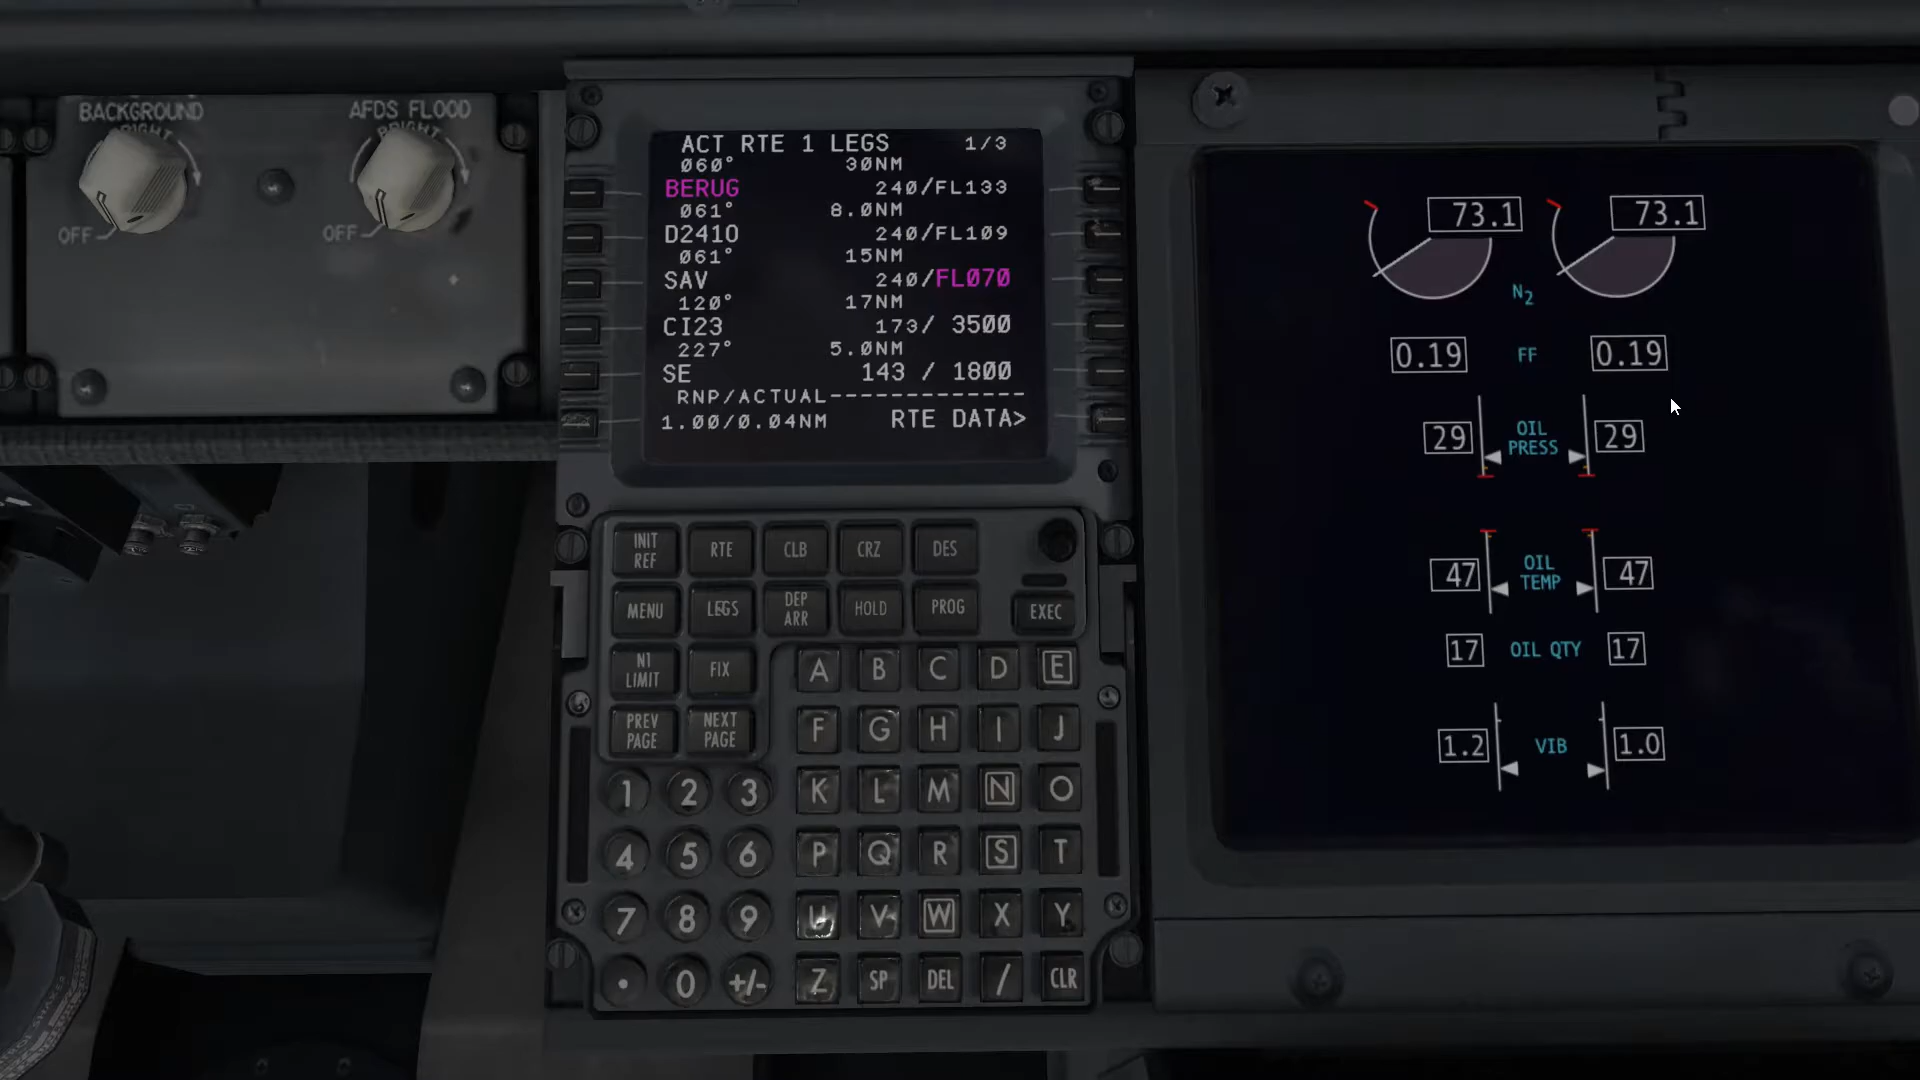 BACKGROUND
BRIGHT
OFF
AFDS FLOOD
BRIGHT
OFF
ACT RTE 1 LEGS 1/3
060° 30NM
BERUG 240/FL133
061° 8.0NM
D241O 240/FL109
061° 15NM
SAV 240/FL070
120° 17NM
CI23 173/ 3500
227° 5.0NM
SE 143 / 1800
RNP/ACTUAL-------------
1.00/0.04NM RTE DATA>
INIT REF RTE CLB CRZ DES
MENU LEGS DEP ARR HOLD PROG EXEC
N1 LIMIT FIX
PREV PAGE NEXT PAGE
A B C D E
F G H I J
1 2 3 K L M N O
4 5 6 P Q R S T
7 8 9 U V W X Y
. 0 +/- Z SP DEL / CLR
73.1 73.1
N2
0.19 FF 0.19
29 OIL PRESS 29
47 OIL TEMP 47
17 OIL QTY 17
1.2 VIB 1.0